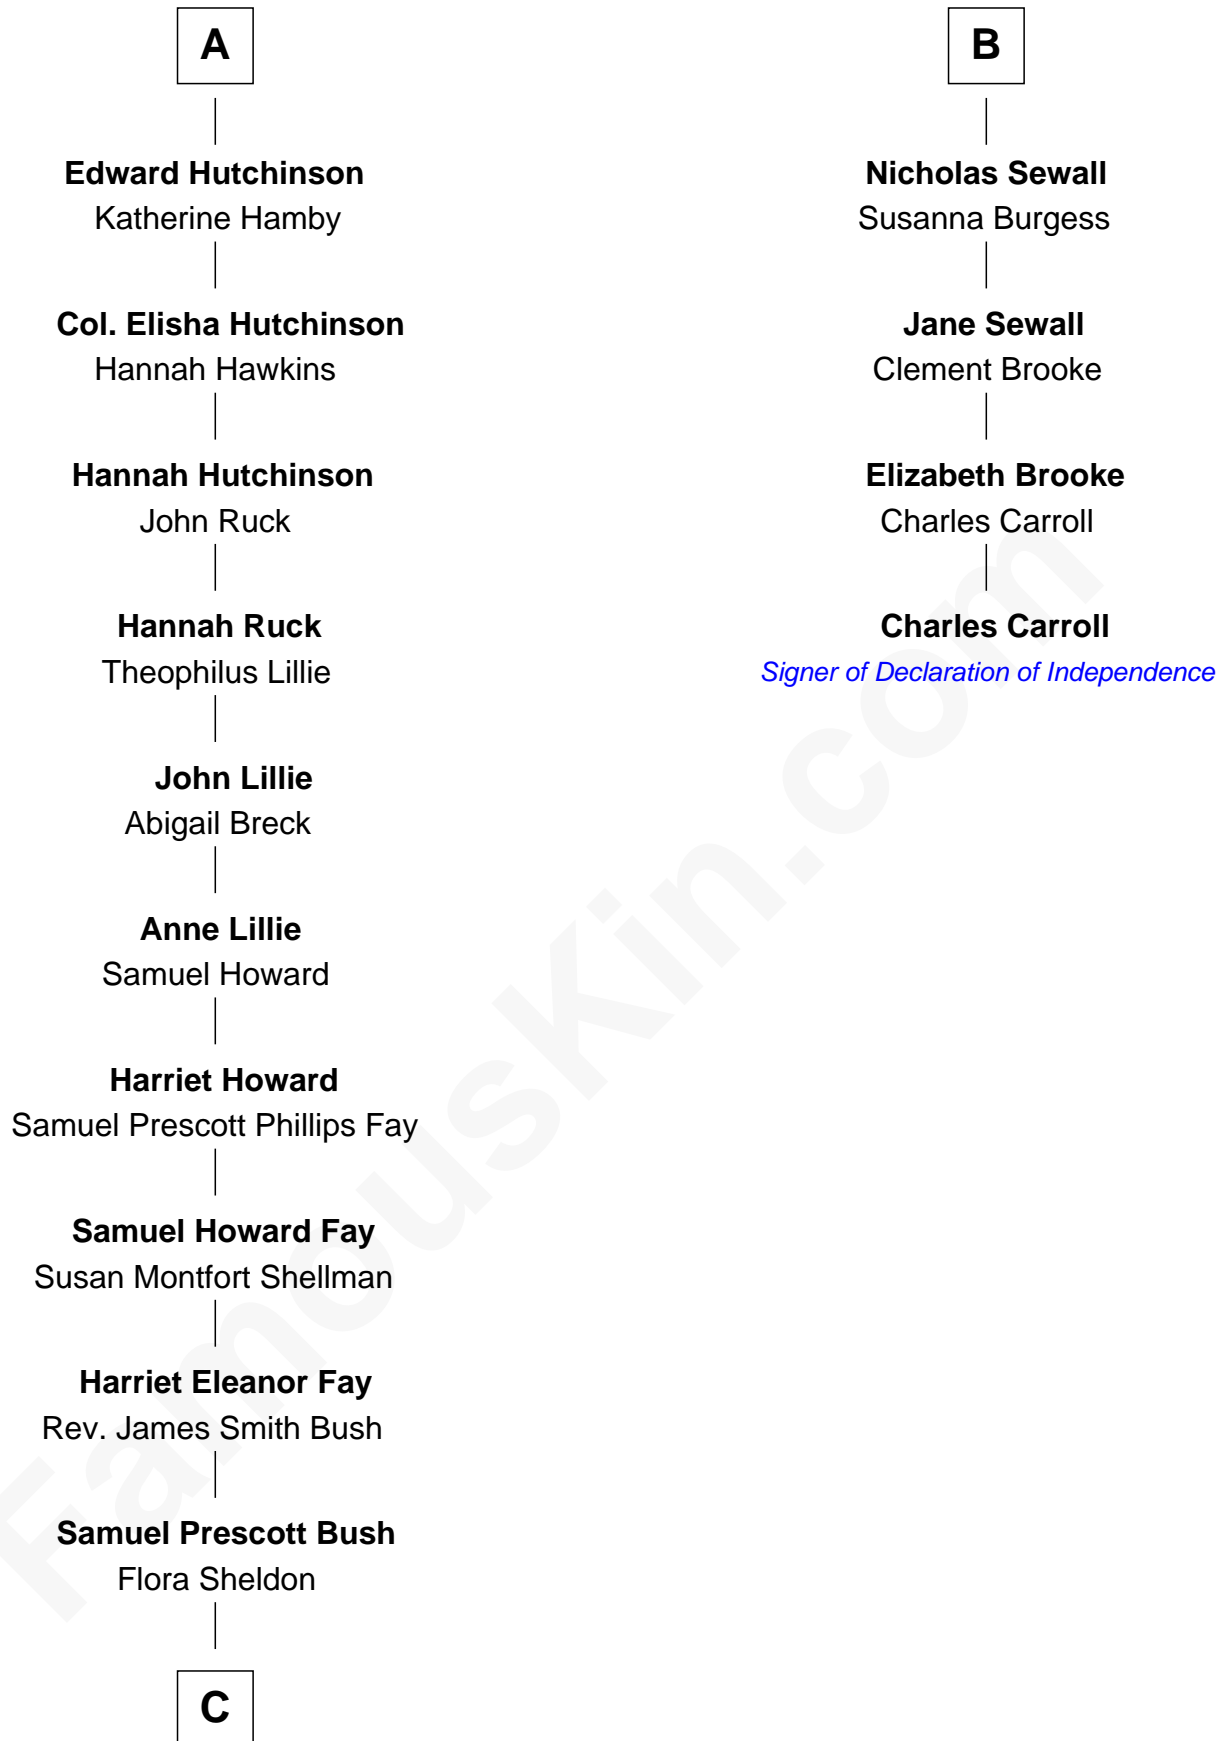 A
Edward Hutchinson
Katherine Hamby
Col. Elisha Hutchinson
Hannah Hawkins
Hannah Hutchinson
John Ruck
Hannah Ruck
Theophilus Lillie
John Lillie
Abigail Breck
Anne Lillie
Samuel Howard
Harriet Howard
Samuel Prescott Phillips Fay
Samuel Howard Fay
Susan Montfort Shellman
Harriet Eleanor Fay
Rev. James Smith Bush
Samuel Prescott Bush
Flora Sheldon
C
B
Nicholas Sewall
Susanna Burgess
Jane Sewall
Clement Brooke
Elizabeth Brooke
Charles Carroll
Charles Carroll
Signer of Declaration of Independence
FamousKin.com